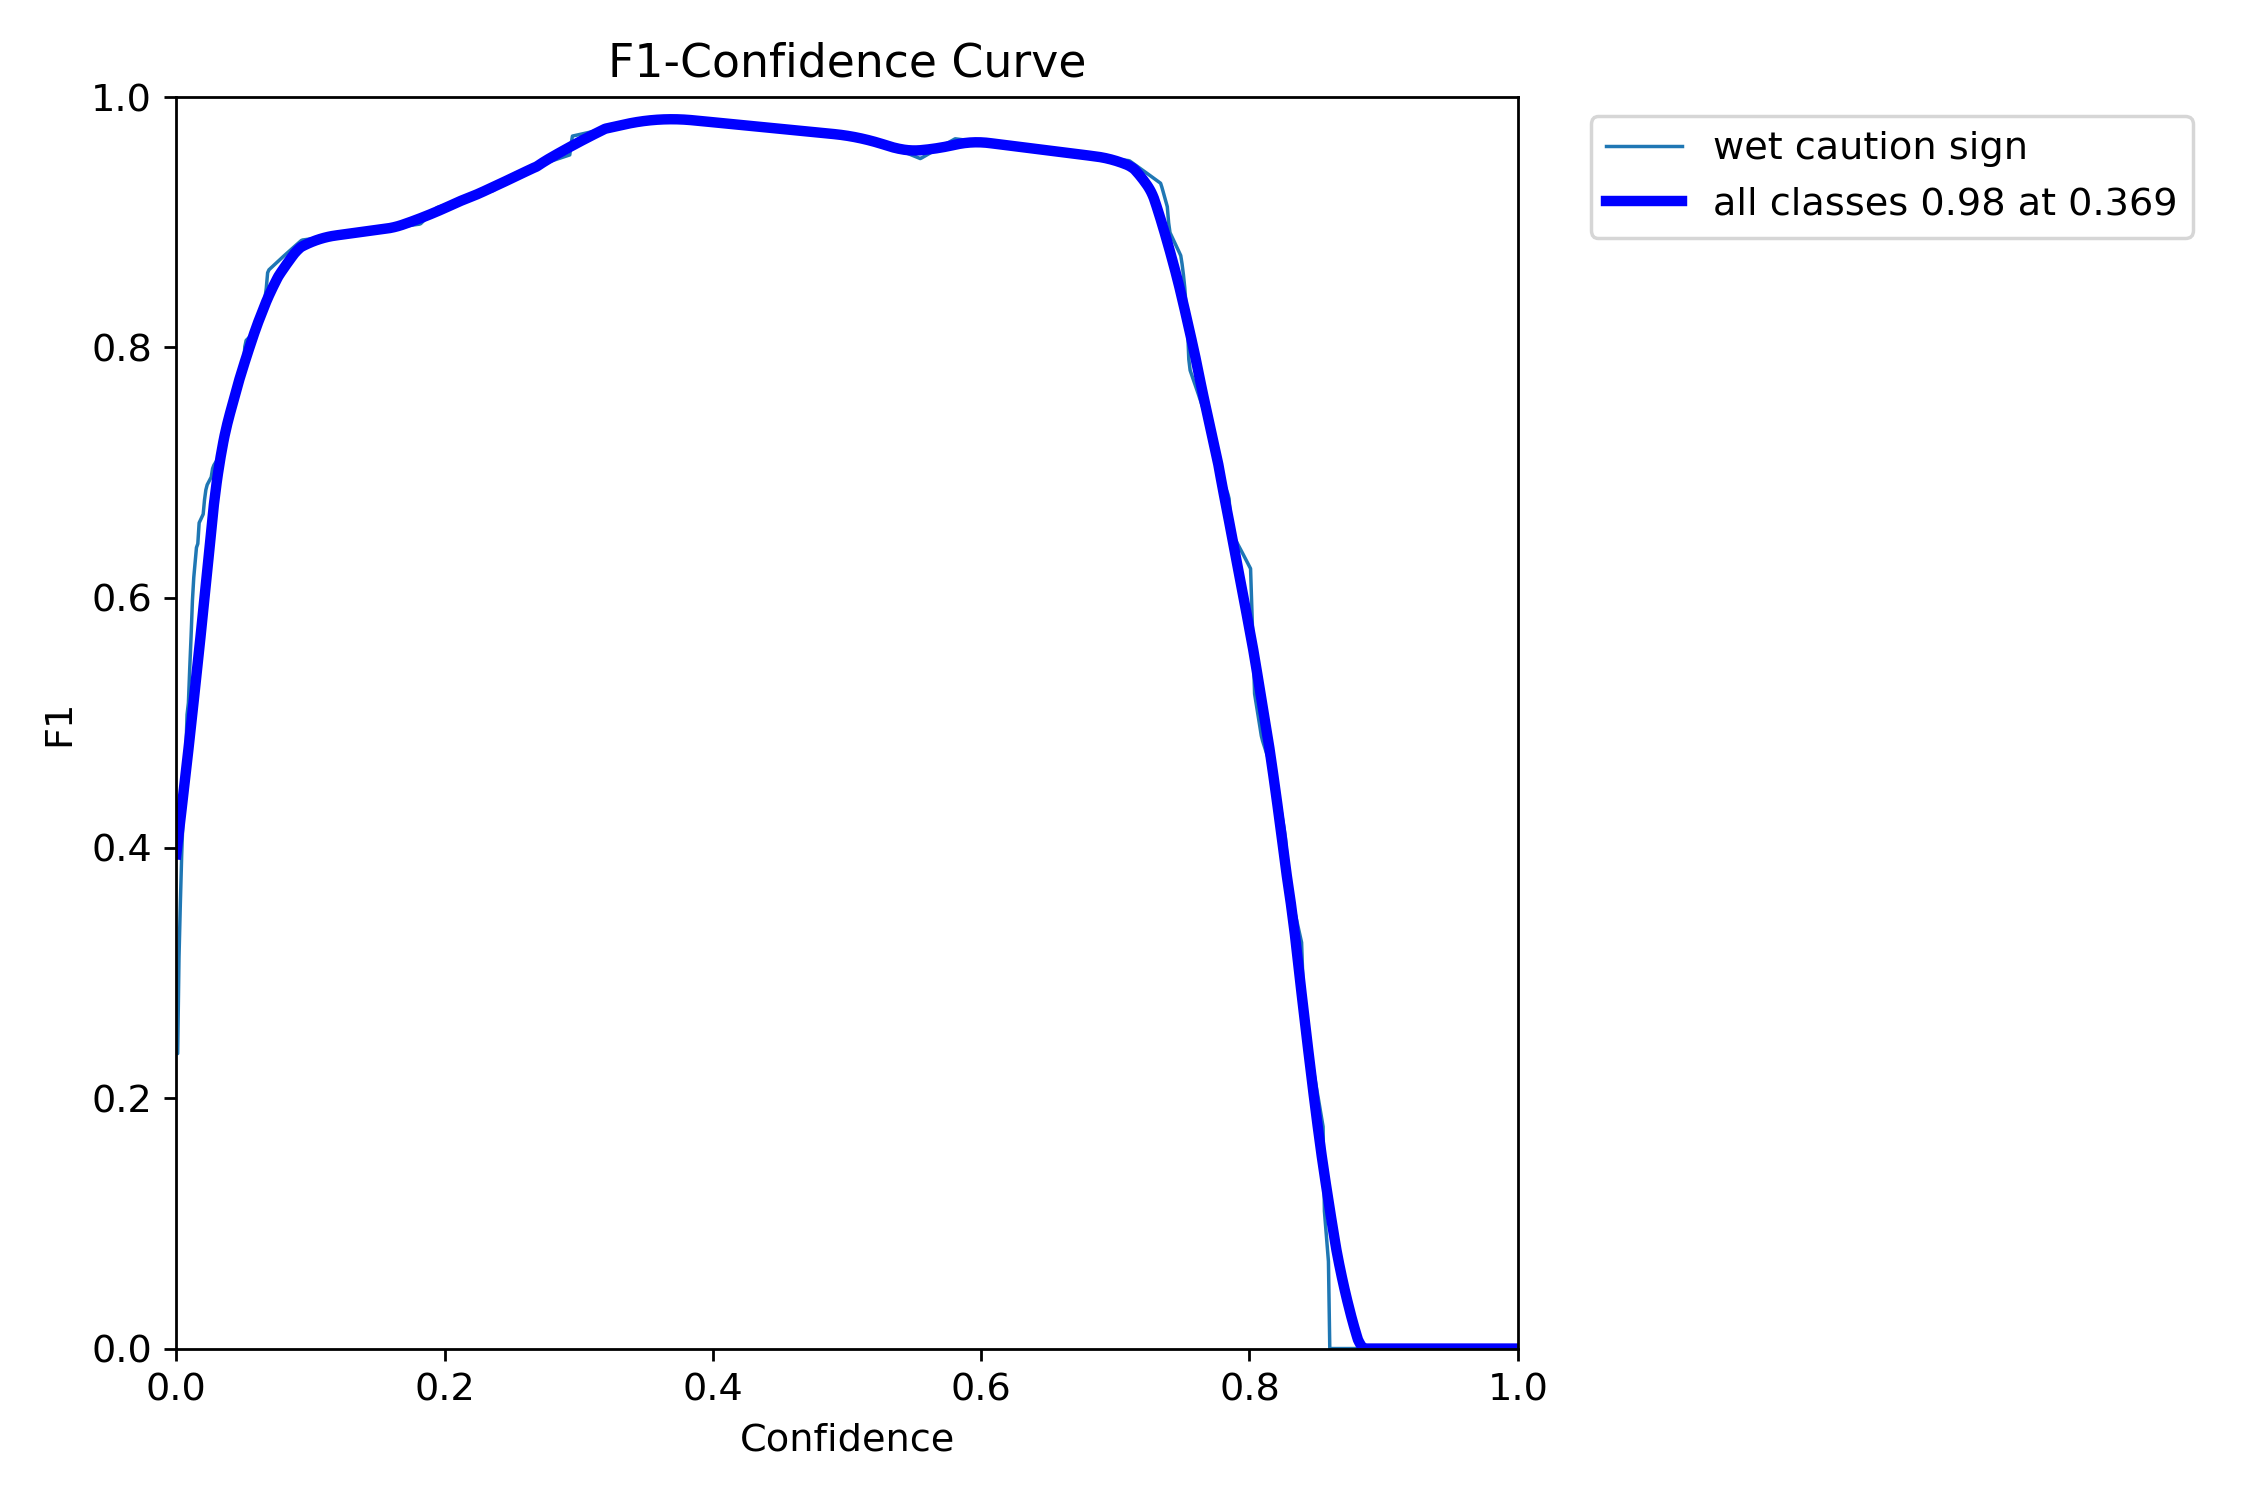 F1-Confidence Curve
1.0
0.8
0.6
0.4
0.2
0.0
F1
0.0 0.2 0.4 0.6 0.8 1.0
Confidence
wet caution sign
all classes 0.98 at 0.369